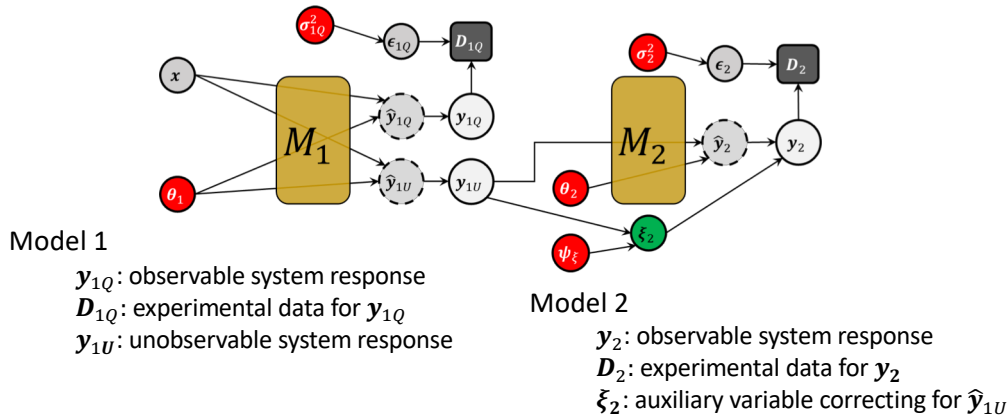 σ²₁Q
ϵ₁Q
D₁Q
x
M₁
ŷ₁Q
y₁Q
θ₁
ŷ₁U
y₁U
σ²₂
ϵ₂
D₂
M₂
ŷ₂
y₂
θ₂
ξ₂
ψξ
Model 1
y₁Q: observable system response
D₁Q: experimental data for y₁Q
y₁U: unobservable system response
Model 2
y₂: observable system response
D₂: experimental data for y₂
ξ₂: auxiliary variable correcting for ŷ₁U